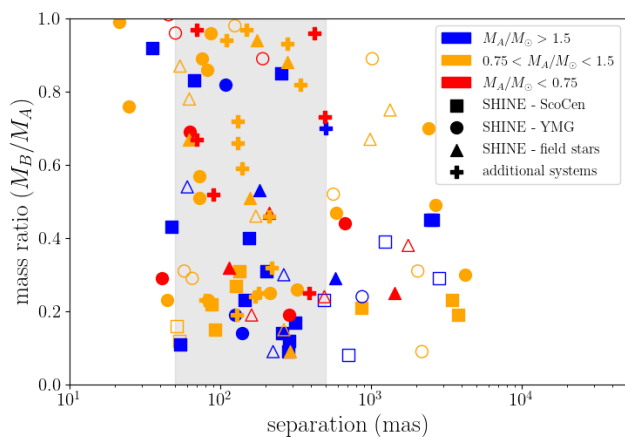 1.0
0.8
0.6
0.4
0.2
0.0
mass ratio (M_B/M_A)
10^1
10^2
10^3
10^4
separation (mas)
M_A/M_⊙ > 1.5
0.75 < M_A/M_⊙ < 1.5
M_A/M_⊙ < 0.75
SHINE - ScoCen
SHINE - YMG
SHINE - field stars
additional systems